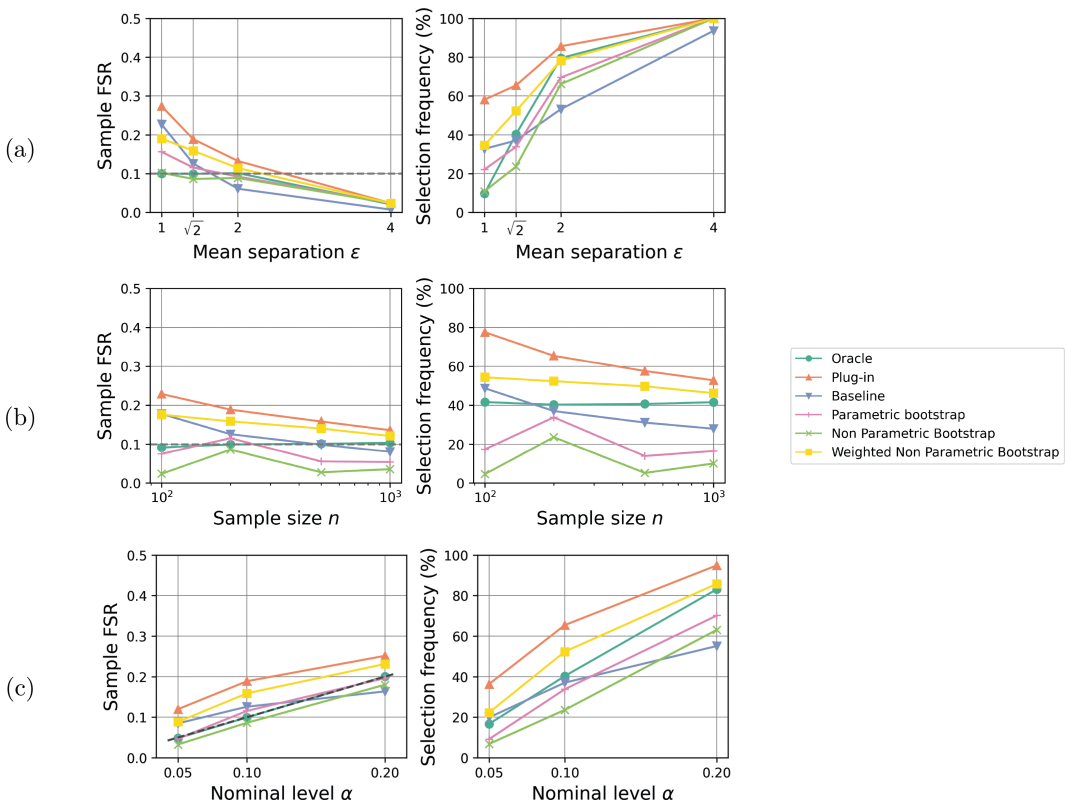 (a)
Sample FSR
0.5
0.4
0.3
0.2
0.1
0.0
1
√2
2
4
Mean separation ε
Selection frequency (%)
100
80
60
40
20
0
1
√2
2
4
Mean separation ε
(b)
Sample FSR
0.5
0.4
0.3
0.2
0.1
0.0
10²
10³
Sample size n
Selection frequency (%)
100
80
60
40
20
0
10²
10³
Sample size n
Oracle
Plug-in
Baseline
Parametric bootstrap
Non Parametric Bootstrap
Weighted Non Parametric Bootstrap
(c)
Sample FSR
0.5
0.4
0.3
0.2
0.1
0.0
0.05
0.10
0.20
Nominal level α
Selection frequency (%)
100
80
60
40
20
0
0.05
0.10
0.20
Nominal level α